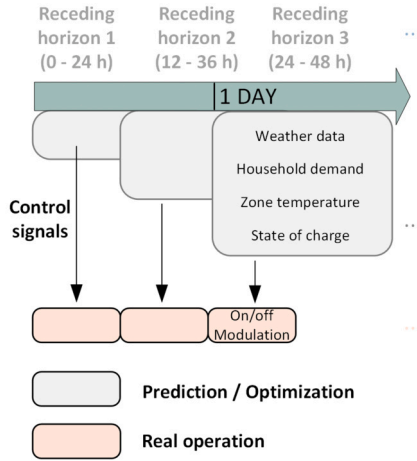 Receding horizon 1 (0 - 24 h)
Receding horizon 2 (12 - 36 h)
Receding horizon 3 (24 - 48 h)
1 DAY
Weather data
Household demand
Zone temperature
State of charge
Control
signals
On/off
Modulation
Prediction / Optimization
Real operation